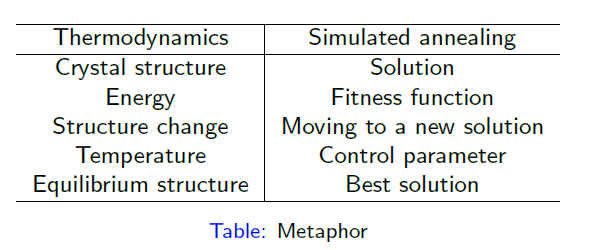 Thermodynamics Simulated annealing
Crystal structure Solution
Energy Fitness function
Structure change Moving to a new solution
Temperature Control parameter
Equilibrium structure Best solution
Table: Metaphor